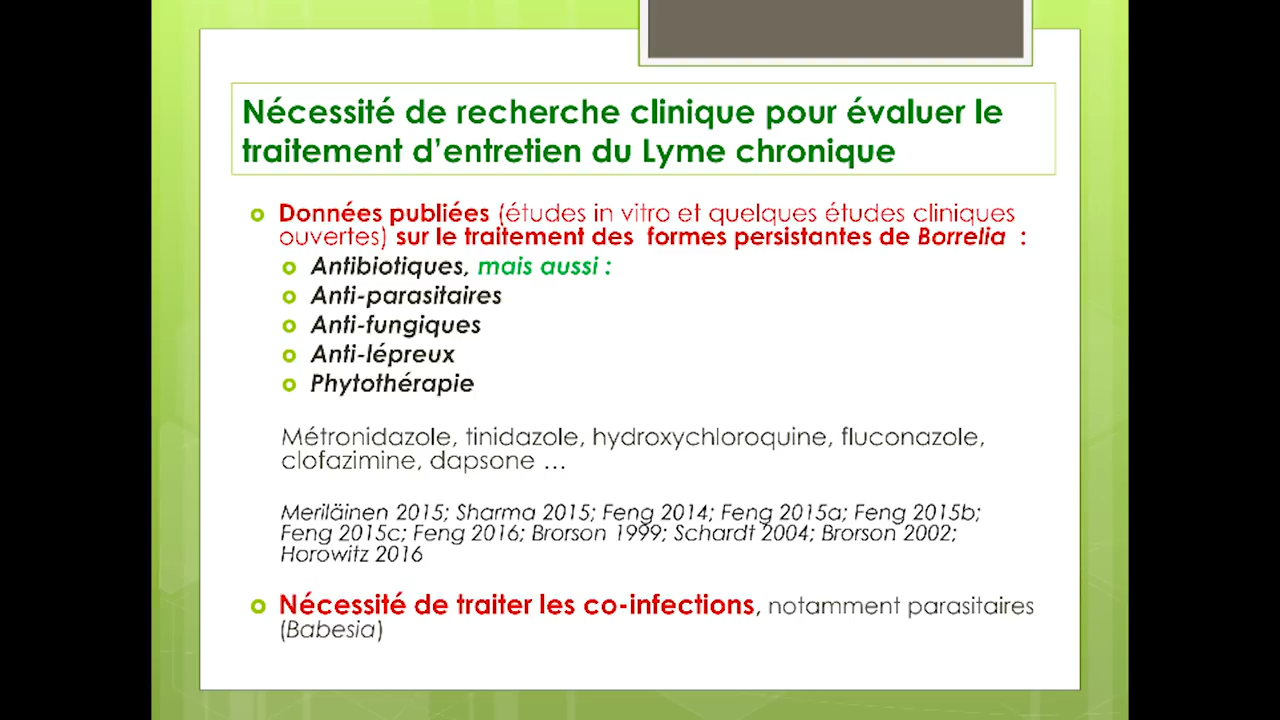 Nécessité de recherche clinique pour évaluer le
traitement d’entretien du Lyme chronique
Données publiées (études in vitro et quelques études cliniques
ouvertes) sur le traitement des formes persistantes de Borrelia :
Antibiotiques, mais aussi :
Anti-parasitaires
Anti-fungiques
Anti-lépreux
Phytothérapie
Métronidazole, tinidazole, hydroxychloroquine, fluconazole,
clofazimine, dapsone …
Meriläinen 2015; Sharma 2015; Feng 2014; Feng 2015a; Feng 2015b;
Feng 2015c; Feng 2016; Brorson 1999; Schardt 2004; Brorson 2002;
Horowitz 2016
Nécessité de traiter les co-infections, notamment parasitaires
(Babesia)